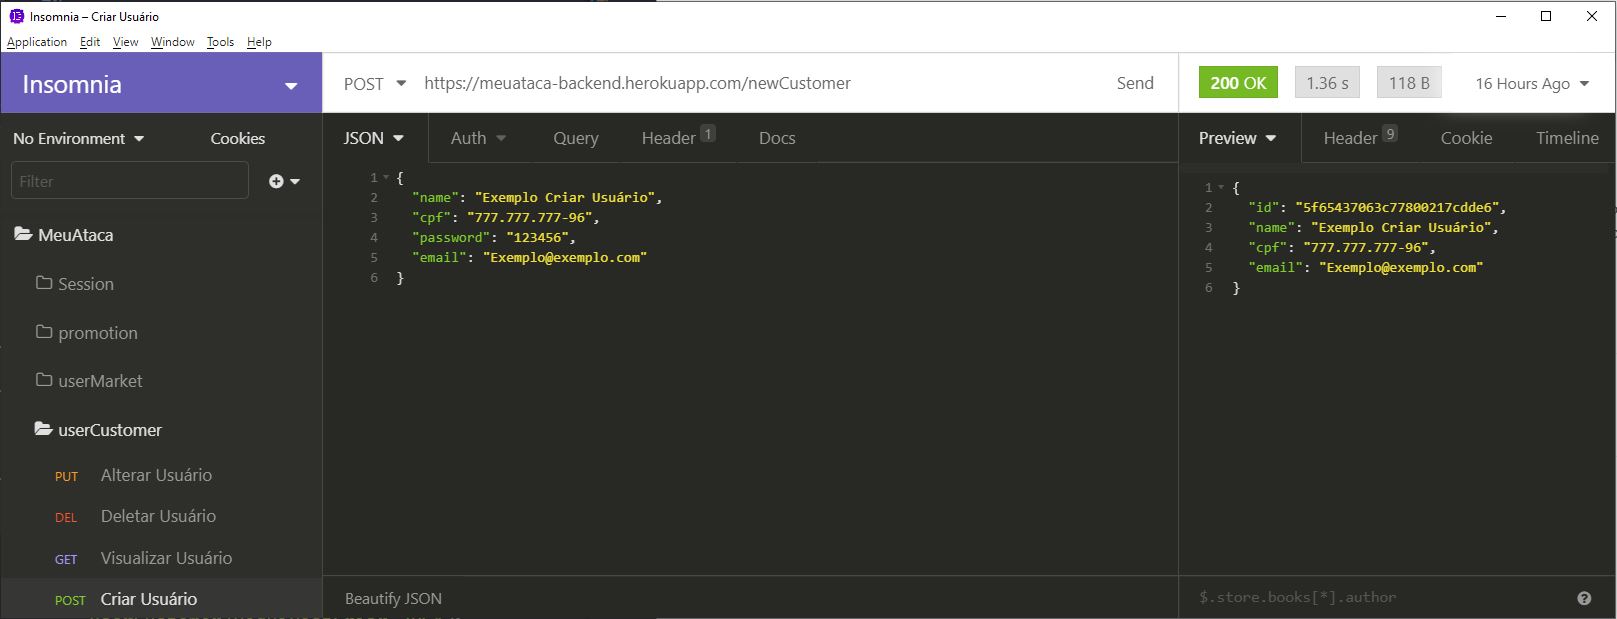 Insomnia – Criar Usuário
Application Edit View Window Tools Help
Insomnia
POST https://meuataca-backend.herokuapp.com/newCustomer Send
200 OK 1.36 s 118 B 16 Hours Ago
No Environment Cookies
JSON Auth Query Header 1 Docs
Preview Header 9 Cookie Timeline
Filter
MeuAtaca
Session
promotion
userMarket
userCustomer
PUT Alterar Usuário
DEL Deletar Usuário
GET Visualizar Usuário
POST Criar Usuário
1 {
2 "name": "Exemplo Criar Usuário",
3 "cpf": "777.777.777-96",
4 "password": "123456",
5 "email": "Exemplo@exemplo.com"
6 }
Beautify JSON
1 {
2 "id": "5f65437063c77800217cdde6",
3 "name": "Exemplo Criar Usuário",
4 "cpf": "777.777.777-96",
5 "email": "Exemplo@exemplo.com"
6 }
$.store.books[*].author